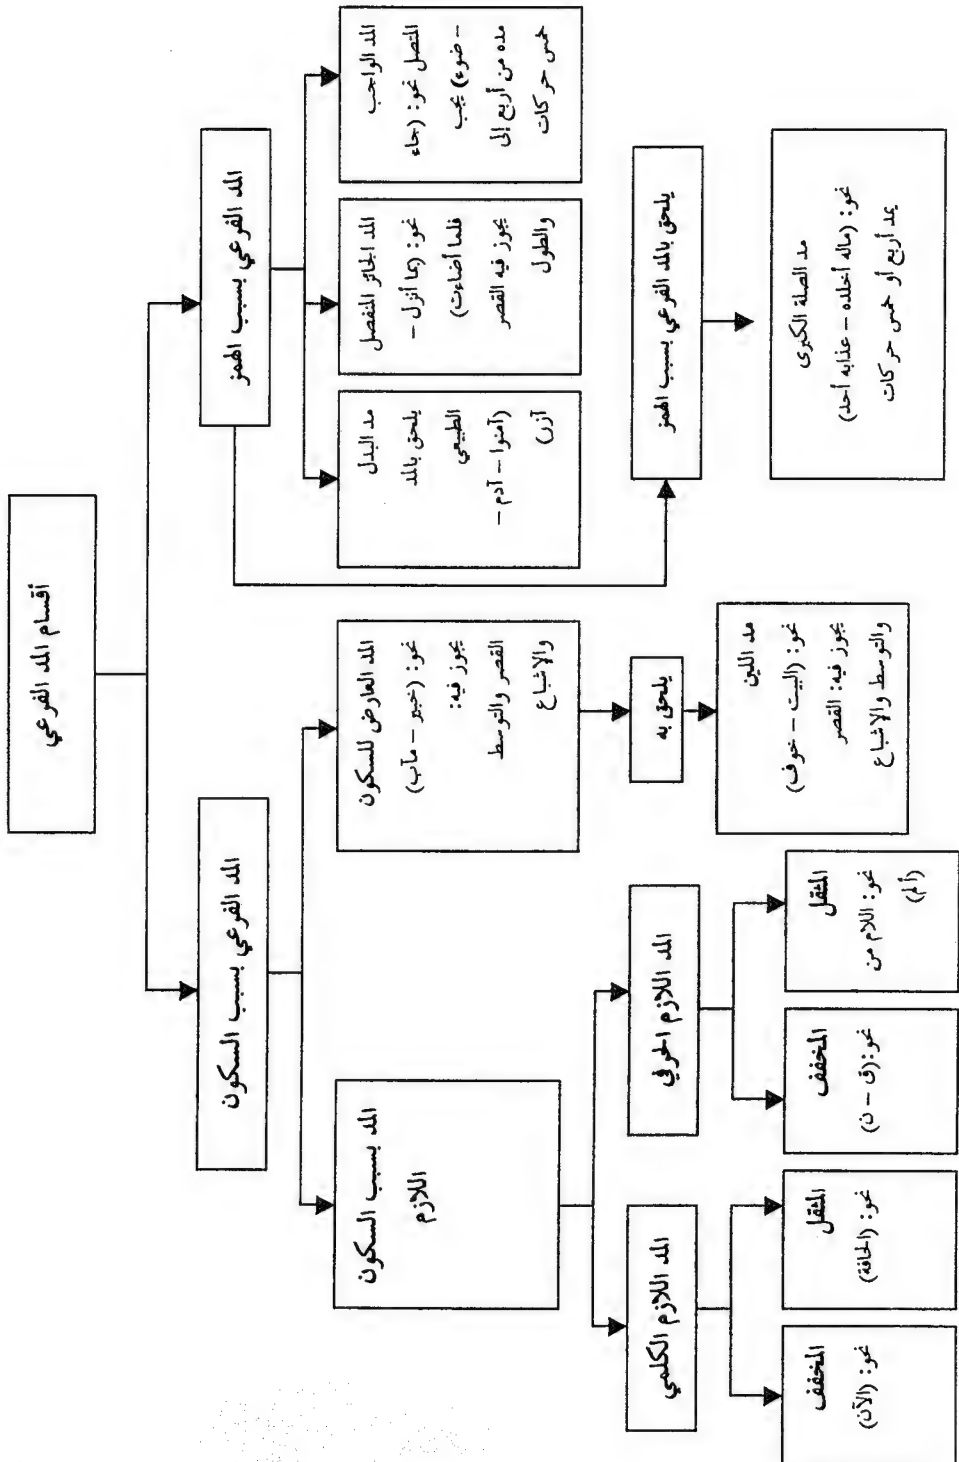 أقسام المد الفرعي
المد الفرعي بسبب الهمز
المد الواجب
المتصل نحو: (جاء
– ضوء) يجب
مده من أربع إلى
خمس حركات
المد الجائز المنفصل
نحو: (بما أنزل –
فلما أضاءت)
يجوز فيه القصر
والطول
مد البدل
يلحق بالمد
الطبيعي
(آمنوا – آدم –
آزر)
يلحق بالمد الفرعي بسبب الهمز
مد الصلة الكبرى
نحو: (ماله أخلده – عذابه أحد)
يمد أربع أو خمس حركات
المد الفرعي بسبب السكون
المد العارض للسكون
نحو: (خبير – مآب)
يجوز فيه:
القصر والتوسط
والاشباع
يلحق به
مد اللين
نحو: (البيت – خوف)
يجوز فيه: القصر
والتوسط والاشباع
المد بسبب السكون
اللازم
المد اللازم الحرفي
المثقل
نحو: اللام من
(ألم)
المخفف
نحو: (ق – ن)
المد اللازم الكلمي
المثقل
نحو: (الحاقة)
المخفف
نحو: (الآن)